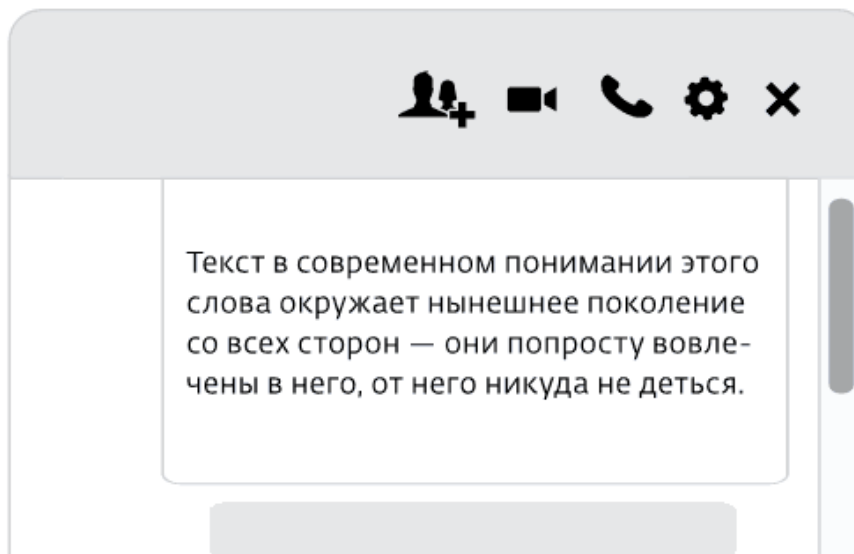 Текст в современном понимании этого
слова окружает нынешнее поколение
со всех сторон — они попросту вовле-
чены в него, от него никуда не деться.